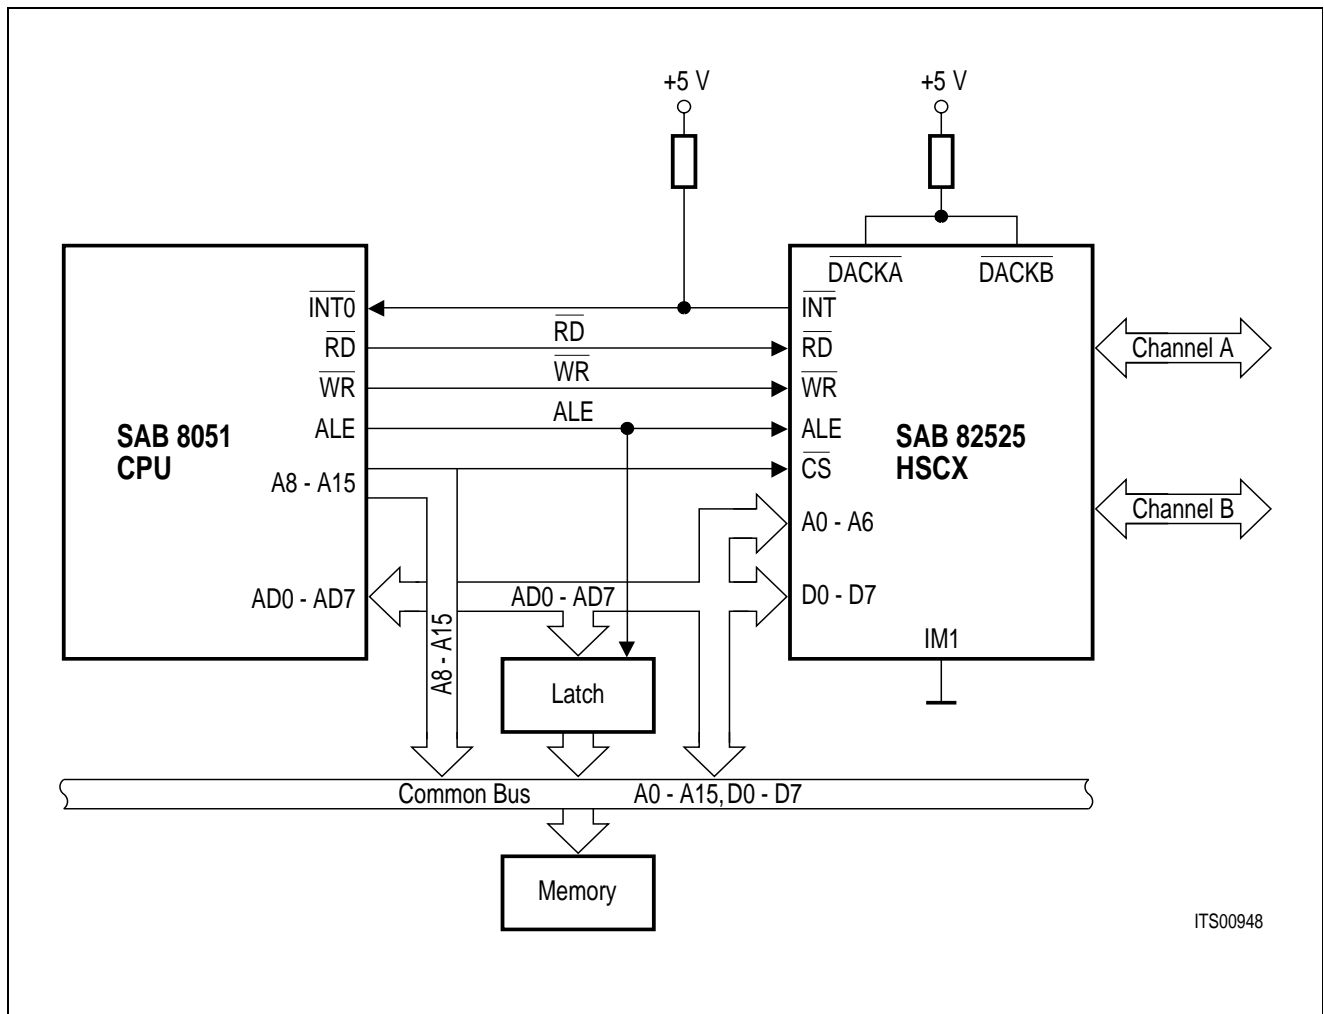 +5 V
+5 V
DACKA
DACKB
INT0
INT
RD
RD
RD
Channel A
WR
WR
WR
ALE
ALE
ALE
SAB 8051
CPU
SAB 82525
HSCX
CS
A8 - A15
Channel B
A0 - A6
AD0 - AD7
AD0 - AD7
D0 - D7
A8 - A15
IM1
Latch
Common Bus
A0 - A15, D0 - D7
Memory
ITS00948